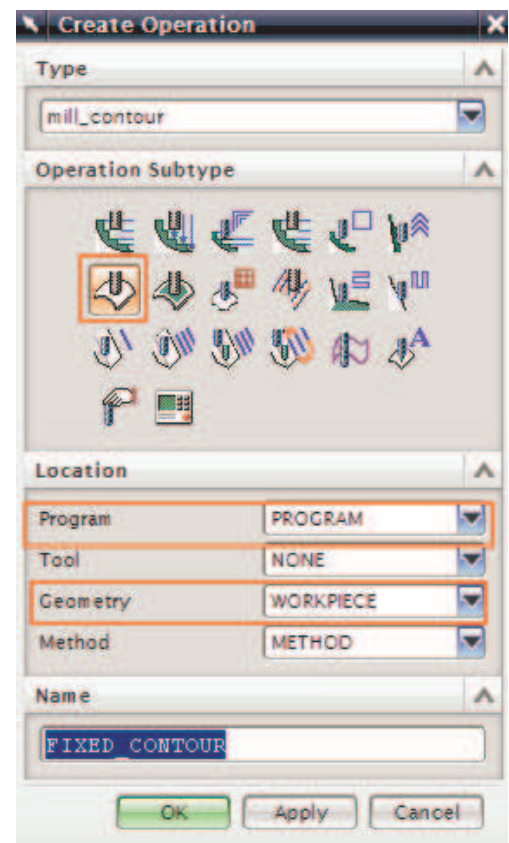 Create Operation
Type
mill_contour
Operation Subtype
A
Location
Program PROGRAM
Tool NONE
Geometry WORKPIECE
Method METHOD
Name
FIXED_CONTOUR
OK Apply Cancel